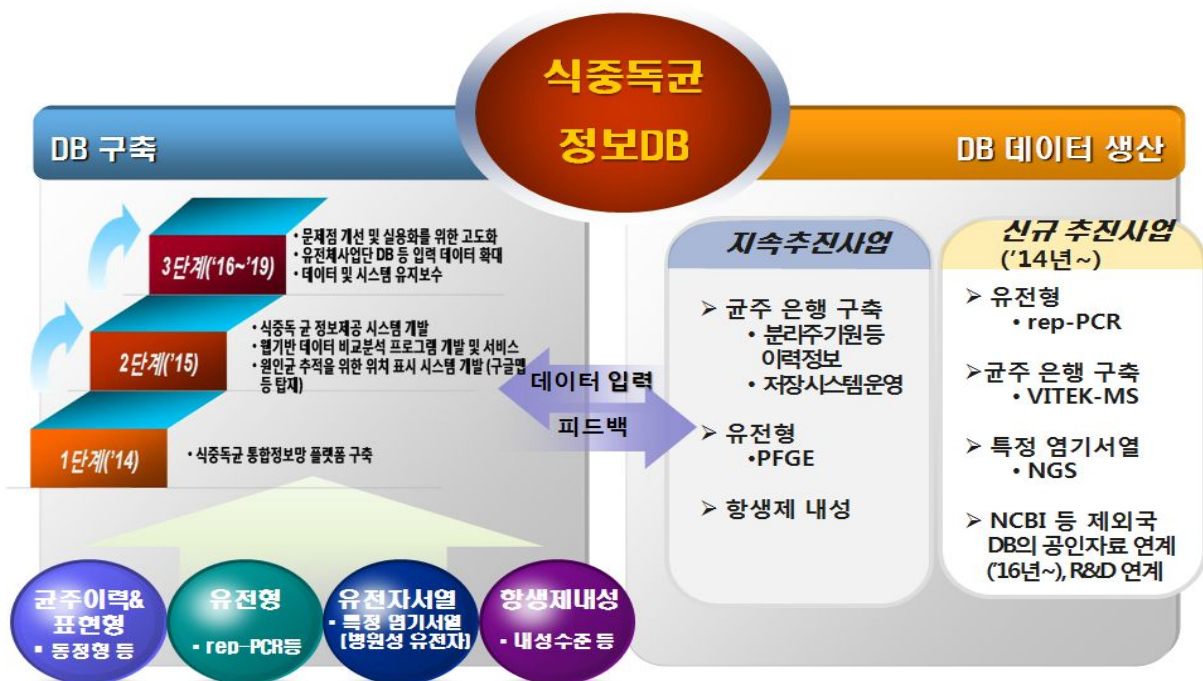 식중독균
정보DB
DB 구축
DB 데이터 생산
3단계('16~'19)
• 문제점 개선 및 실용화를 위한 고도화
• 유전체사업단 DB 등 입력 데이터 확대
• 데이터 및 시스템 유지보수
2단계('15)
• 식중독 균 정보제공 시스템 개발
• 웹기반 데이터 비교분석 프로그램 개발 및 서비스
• 원인균 추적을 위한 위치 표시 시스템 개발 (구글맵
등 탑재)
1단계('14)
• 식중독균 통합정보망 플랫폼 구축
데이터 입력
피드백
지속추진사업
➢ 균주 은행 구축
• 분리주기원등
이력정보
• 저장시스템운영
➢ 유전형
•PFGE
➢ 항생제 내성
신규 추진사업
('14년~)
➢ 유전형
• rep-PCR
➢균주 은행 구축
• VITEK-MS
➢ 특정 염기서열
• NGS
➢ NCBI 등 제외국
DB의 공인자료 연계
('16년~), R&D 연계
균주이력&
표현형
▪ 동정형 등
유전형
▪ rep-PCR등
유전자서열
▪ 특정 염기서열
(병원성 유전자)
항생제내성
▪ 내성수준 등